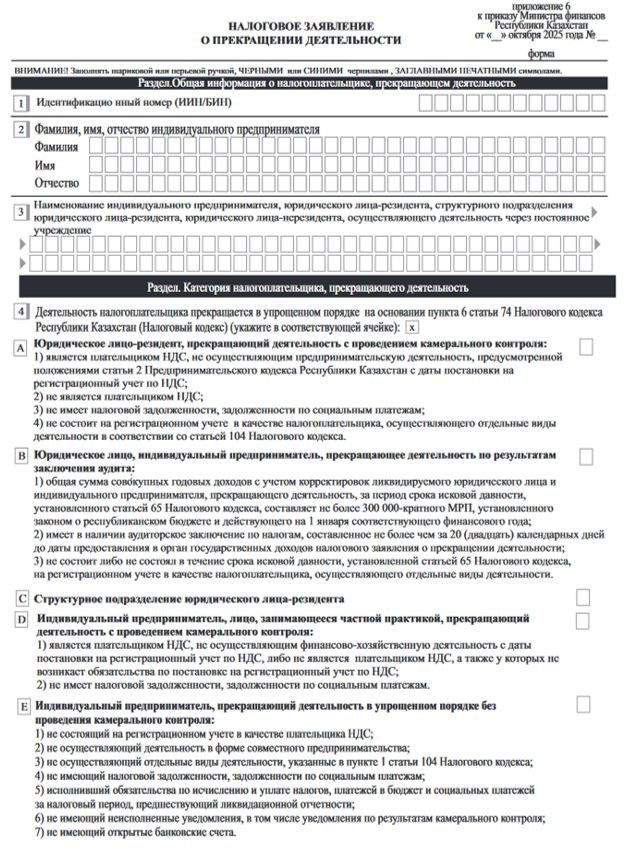 приложение 6
к приказу Министра финансов
Республики Казахстан
от «__» октября 2025 года № __
форма
НАЛОГОВОЕ ЗАЯВЛЕНИЕ
О ПРЕКРАЩЕНИИ ДЕЯТЕЛЬНОСТИ
ВНИМАНИЕ! Заполнять шариковой или перьевой ручкой, ЧЕРНЫМИ или СИНИМИ чернилами , ЗАГЛАВНЫМИ ПЕЧАТНЫМИ символами.
Раздел.Общая информация о налогоплательщике, прекращающем деятельность
1 Идентификацио нный номер (ИИН/БИН)
2 Фамилия, имя, отчество индивидуального предпринимателя
Фамилия
Имя
Отчество
3 Наименование индивидуального предпринимателя, юридического лица-резидента, структурного подразделения
юридического лица-резидента, юридического лица-нерезидента, осуществляющего деятельность через постоянное
учреждение
Раздел. Категория налогоплательщика, прекращающего деятельность
4 Деятельность налогоплательщика прекращается в упрощенном порядке на основании пункта 6 статьи 74 Налогового кодекса
Республики Казахстан (Налоговый кодекс) (укажите в соответствующей ячейке): x
A Юридическое лицо-резидент, прекращающий деятельность с проведением камерального контроля:
1) является плательщиком НДС, не осуществляющим предпринимательскую деятельность, предусмотренной
положениями статьи 2 Предпринимательского кодекса Республики Казахстан с даты постановки на
регистрационный учет по НДС;
2) не является плательщиком НДС;
3) не имеет налоговой задолженности, задолженности по социальным платежам;
4) не состоит на регистрационном учете в качестве налогоплательщика, осуществляющего отдельные виды
деятельности в соответствии со статьей 104 Налогового кодекса.
B Юридическое лицо, индивидуальный предприниматель, прекращающее деятельность по результатам
заключения аудита:
1) общая сумма совокупных годовых доходов с учетом корректировок ликвидируемого юридического лица и
индивидуального предпринимателя, прекращающего деятельность, за период срока исковой давности,
установленного статьей 65 Налогового кодекса, составляет не более 300 000-кратного МРП, установленного
законом о республиканском бюджете и действующего на 1 января соответствующего финансового года;
2) имеет в наличии аудиторское заключение по налогам, составленное не более чем за 20 (двадцать) календарных дней
до даты предоставления в орган государственных доходов налогового заявления о прекращении деятельности;
3) не состоит либо не состоял в течение срока исковой давности, установленной статьей 65 Налогового кодекса,
на регистрационном учете в качестве налогоплательщика, осуществляющего отдельные виды деятельности.
C Структурное подразделение юридического лица-резидента
D Индивидуальный предприниматель, лицо, занимающееся частной практикой, прекращающий
деятельность с проведением камерального контроля:
1) является плательщиком НДС, не осуществляющим финансово-хозяйственную деятельность с даты
постановки на регистрационный учет по НДС, либо не является плательщиком НДС, а также у которых не
возникает обязательства по постановке на регистрационный учет по НДС;
2) не имеет налоговой задолженности, задолженности по социальным платежам.
E Индивидуальный предприниматель, прекращающий деятельность в упрощенном порядке без
проведения камерального контроля:
1) не состоящий на регистрационном учете в качестве плательщика НДС;
2) не осуществляющий деятельность в форме совместного предпринимательства;
3) не осуществляющий отдельные виды деятельности, указанные в пункте 1 статьи 104 Налогового кодекса;
4) не имеющий налоговой задолженности, задолженности по социальным платежам;
5) исполнивший обязательства по исчислению и уплате налогов, платежей в бюджет и социальных платежей
за налоговый период, предшествующий ликвидационной отчетности;
6) не имеющий неисполненные уведомления, в том числе уведомления по результатам камерального контроля;
7) не имеющий открытые банковские счета.